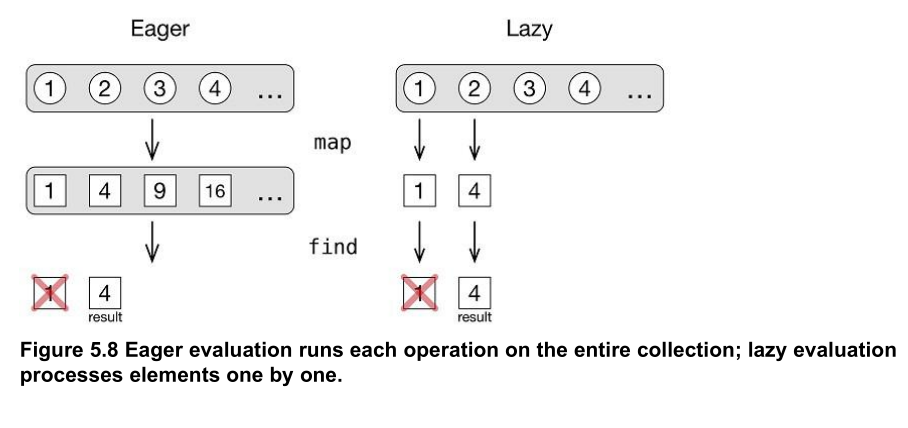 Eager Lazy
1 2 3 4 ... 1 2 3 4 ...
map
1 4 9 16 ... 1 4
find
1 4 1 4
result result
Figure 5.8 Eager evaluation runs each operation on the entire collection; lazy evaluation
processes elements one by one.